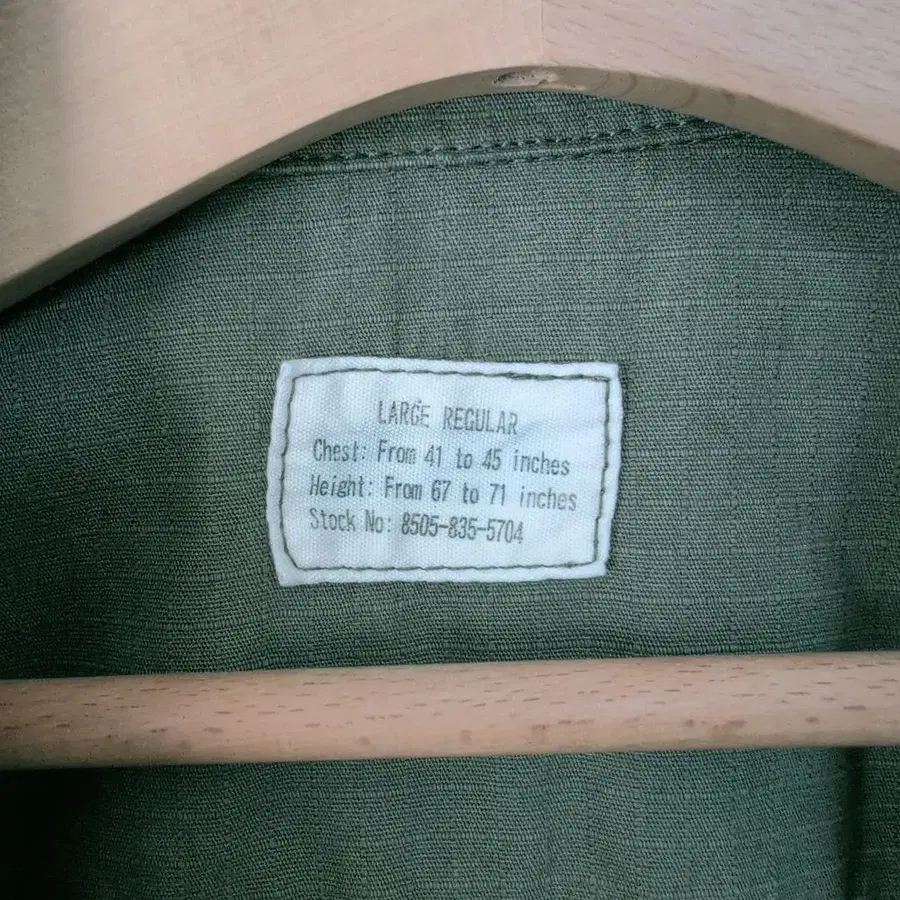 LARGE REGULAR
Chest: From 41 to 45 inches
Height: From 67 to 71 inches
Stock No: 8505-835-5704